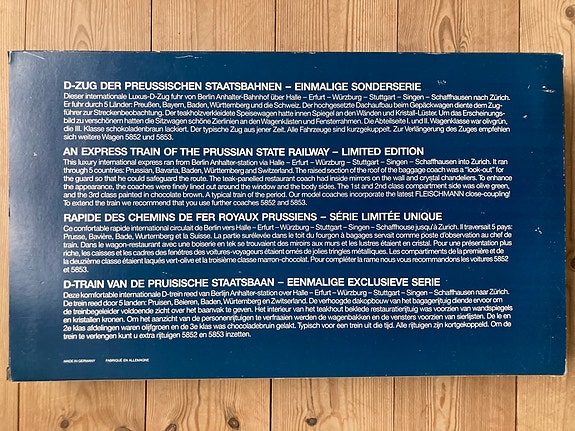 D-ZUG DER PREUSSISCHEN STAATSBAHNEN – EINMALIGE SONDERSERIE
Dieser internationale Luxus-D-Zug fuhr von Berlin Anhalter-Bahnhof über Halle – Erfurt – Würzburg – Stuttgart – Singen – Schaffhausen nach Zürich.
Er fuhr durch 5 Länder: Preußen, Bayern, Baden, Württemberg und die Schweiz. Der hochgesetzte Dachaufbau beim Gepäckwagen diente dem Zug-
führer zur Streckenbeobachtung. Der teakholzverkleidete Speisewagen hatte innen Spiegel an den Wänden und Kristall-Lüster. Um das Erscheinungs-
bild zu verschönern hatten die Sitzwagen schöne Zierlinien an den Wagenkästen und Fensterrahmen. Die Abteilseite I. und II. Wagenklasse war olivgrün,
die III. Klasse schokoladenbraun lackiert. Der typische Zug aus jener Zeit. Alle Fahrzeuge sind kurzgekuppelt. Zur Verlängerung des Zuges empfehlen
sich weitere Wagen 5852 und 5853.
AN EXPRESS TRAIN OF THE PRUSSIAN STATE RAILWAY – LIMITED EDITION
This luxury international express ran from Berlin Anhalter-station via Halle – Erfurt – Würzburg – Stuttgart – Singen – Schaffhausen into Zurich. It ran
through 5 countries: Prussian, Bavaria, Baden, Württemberg and Switzerland. The raised section of the roof of the baggage coach was a "look-out" for
the guard so that he could safeguard the route. The teak-panelled restaurant coach had inside mirrors on the wall and crystal chandeliers. To enhance
the appearance, the coaches were finely lined out around the window and the body sides. The 1st and 2nd class compartment side was olive green,
and the 3rd class painted in chocolate brown. A typical train of the period. Our model coaches incorporate the latest FLEISCHMANN close-coupling!
To extend the train we recommend that you use further coaches 5852 and 5853.
RAPIDE DES CHEMINS DE FER ROYAUX PRUSSIENS – SÉRIE LIMITÉE UNIQUE
Ce confortable rapide international circulait de Berlin vers Halle – Erfurt – Würzburg – Stuttgart – Singen – Schaffhouse jusqu'à Zurich. Il traversait 5 pays:
Prusse, Bavière, Bade, Wurtemberg et la Suisse. La partie surélevée dans le toit du fourgon à bagages servait comme poste d'observation au chef de
train. Dans le wagon-restaurant avec une boiserie en tek se trouvaient des miroirs aux murs et les lustres étaient en cristal. Pour une présentation plus
riche, les caisses et les cadres des fenêtres des voitures-voyageurs étaient ornés de jolies tringles métalliques. Les compartiments de la première et de
la deuxième classe étaient laqués vert-olive et la troisième classe marron-chocolat. Pour compléter la rame nous vous recommandons les voitures 5852
et 5853.
D-TREIN VAN DE PRUISISCHE STAATSBAAN – EENMALIGE EXCLUSIEVE SERIE
Deze komfortabele internationale D-trein reed van Berlin Anhalter-station over Halle – Erfurt – Würzburg – Stuttgart – Singen – Schaffhausen naar Zürich.
De trein reed door 5 landen: Pruisen, Beieren, Baden, Würtemberg en Zwitserland. De verhoogde dakopbouw van het bagagerijtuig diende ervoor om
de treinbegeleider voldoende zicht over het baanvak te geven. Het interieur van het teakhout beklede restauratierijtuig was voorzien van wandspiegels
en kristallen kronen. Om het aanzicht van de personenrijtuigen te verfraaien werden de wagenbakken en de vensters voorzien van sierlijsten. De 1e en
2e klas afdelingen waren olijfgroen en de 3e klas was chocoladebruin gelakt. Typisch voor een trein uit die tijd. Alle rijtuigen zijn kortgekoppeld. Om de
trein te verlengen kunt u extra rijtuigen 5852 en 5853 inzetten.
MADE IN GERMANY FABRIQUÉ EN ALLEMAGNE